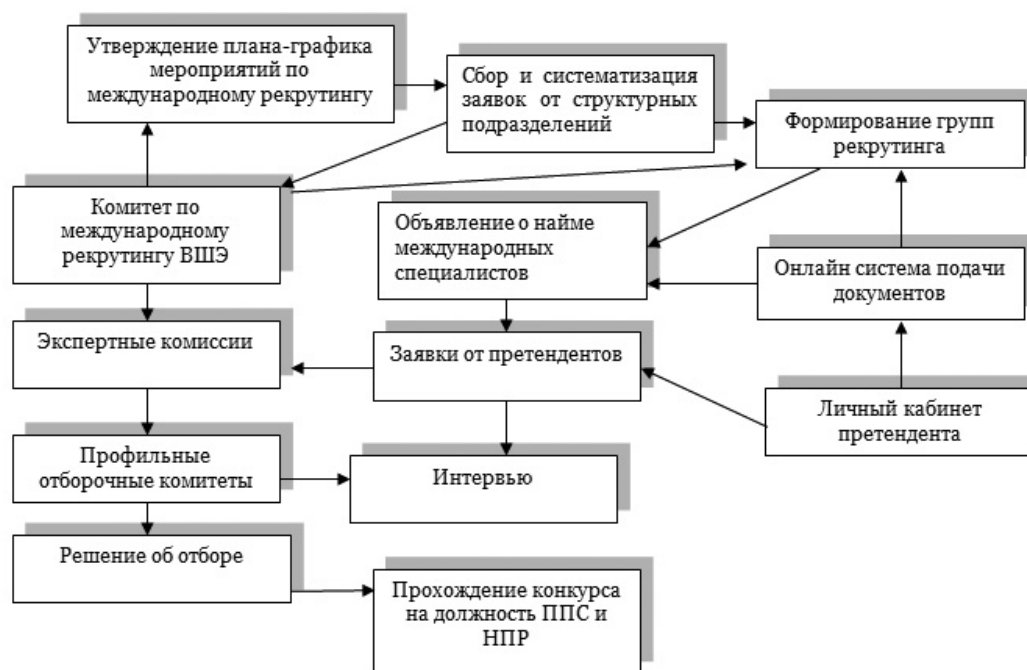 Утверждение плана-графика
мероприятий по
международному рекрутингу
Сбор и систематизация
заявок от структурных
подразделений
Формирование групп
рекрутинга
Комитет по
международному
рекрутингу ВШЭ
Объявление о найме
международных
специалистов
Онлайн система подачи
документов
Экспертные комиссии
Заявки от претендентов
Личный кабинет
претендента
Профильные
отборочные комитеты
Интервью
Решение об отборе
Прохождение конкурса
на должность ППС и
НПР